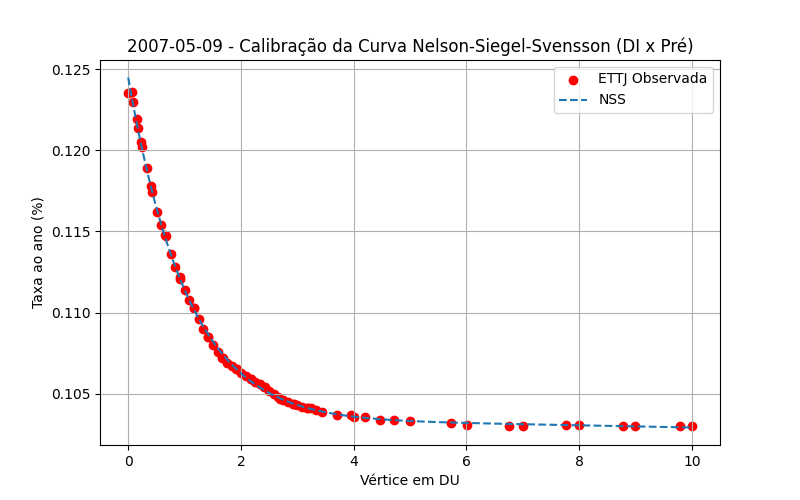 2007-05-09 - Calibração da Curva Nelson-Siegel-Svensson (DI x Pré)
ETTJ Observada
NSS
0.125
0.120
0.115
0.110
0.105
Taxa ao ano (%)
0 2 4 6 8 10
Vértice em DU